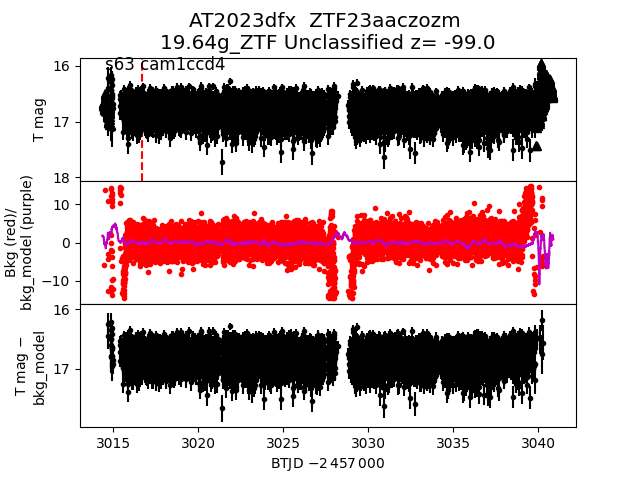 AT2023dfx  ZTF23aaczozm
19.64g_ZTF Unclassified z= -99.0
s63 cam1ccd4
16
17
18
T mag
10
0
−10
Bkg (red)/
bkg_model (purple)
16
17
T mag −
bkg_model
3015 3020 3025 3030 3035 3040
BTJD −2 457 000